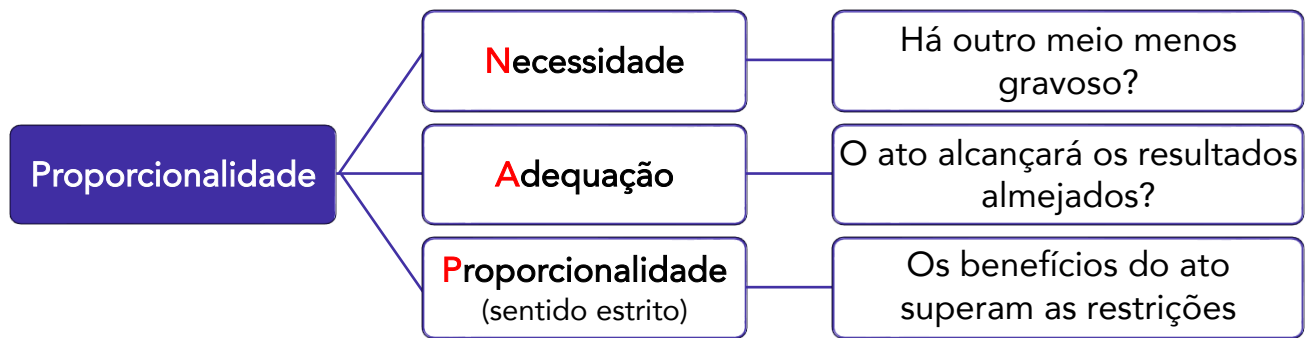 Proporcionalidade
Necessidade
Há outro meio menos
gravoso?
Adequação
O ato alcançará os resultados
almejados?
Proporcionalidade
(sentido estrito)
Os benefícios do ato
superam as restrições